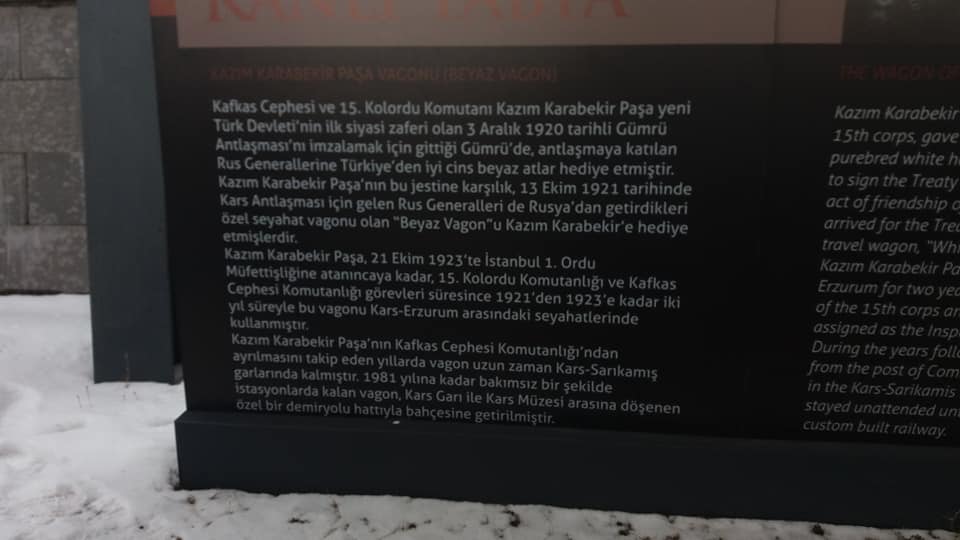 KANLI TABYA
KAZIM KARABEKİR PAŞA VAGONU (BEYAZ VAGON)
Kafkas Cephesi ve 15. Kolordu Komutanı Kazım Karabekir Paşa yeni
Türk Devleti'nin ilk siyasi zaferi olan 3 Aralık 1920 tarihli Gümrü
Antlaşması'nı imzalamak için gittiği Gümrü'de, antlaşmaya katılan
Rus Generallerine Türkiye'den iyi cins beyaz atlar hediye etmiştir.
Kazım Karabekir Paşa'nın bu jestine karşılık, 13 Ekim 1921 tarihinde
Kars Antlaşması için gelen Rus Generalleri de Rusya'dan getirdikleri
özel seyahat vagonu olan "Beyaz Vagon"u Kazım Karabekir'e hediye
etmişlerdir.
Kazım Karabekir Paşa, 21 Ekim 1923'te İstanbul 1. Ordu
Müfettişliğine atanıncaya kadar, 15. Kolordu Komutanlığı ve Kafkas
Cephesi Komutanlığı görevleri süresince 1921'den 1923'e kadar iki
yıl süreyle bu vagonu Kars-Erzurum arasındaki seyahatlerinde
kullanmıştır.
Kazım Karabekir Paşa'nın Kafkas Cephesi Komutanlığı'ndan
ayrılmasını takip eden yıllarda vagon uzun zaman Kars-Sarıkamış
garlarında kalmıştır. 1981 yılına kadar bakımsız bir şekilde
istasyonlarda kalan vagon, Kars Garı ile Kars Müzesi arasına döşenen
özel bir demiryolu hattıyla bahçesine getirilmiştir.
THE WAGON OF
Kazım Karabekir
15th corps, gave
purebred white
to sign the Treaty
act of friendship
arrived for the
travel wagon,
Kazım Karabekir
Erzurum for two
of the 15th corps
assigned as the
During the years
from the post of
in the Kars-Sarıkamış
stayed unattended
custom built railway.